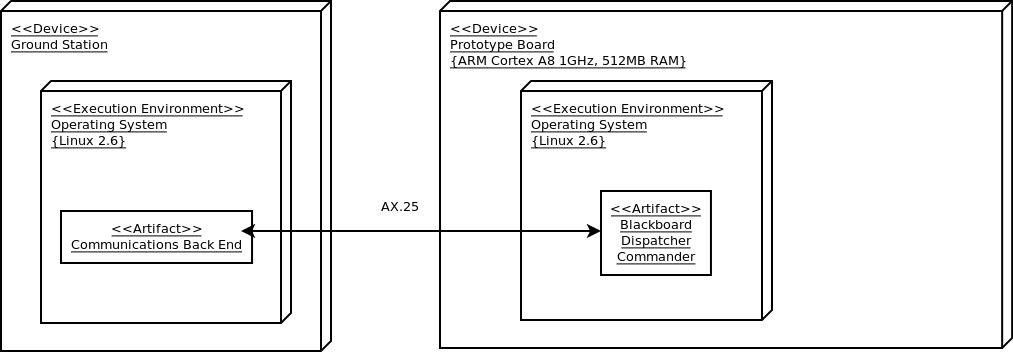 <<Device>>
Ground Station
<<Execution Environment>>
Operating System
{Linux 2.6}
<<Artifact>>
Communications Back End
AX.25
<<Device>>
Prototype Board
{ARM Cortex A8 1GHz, 512MB RAM}
<<Execution Environment>>
Operating System
{Linux 2.6}
<<Artifact>>
Blackboard
Dispatcher
Commander